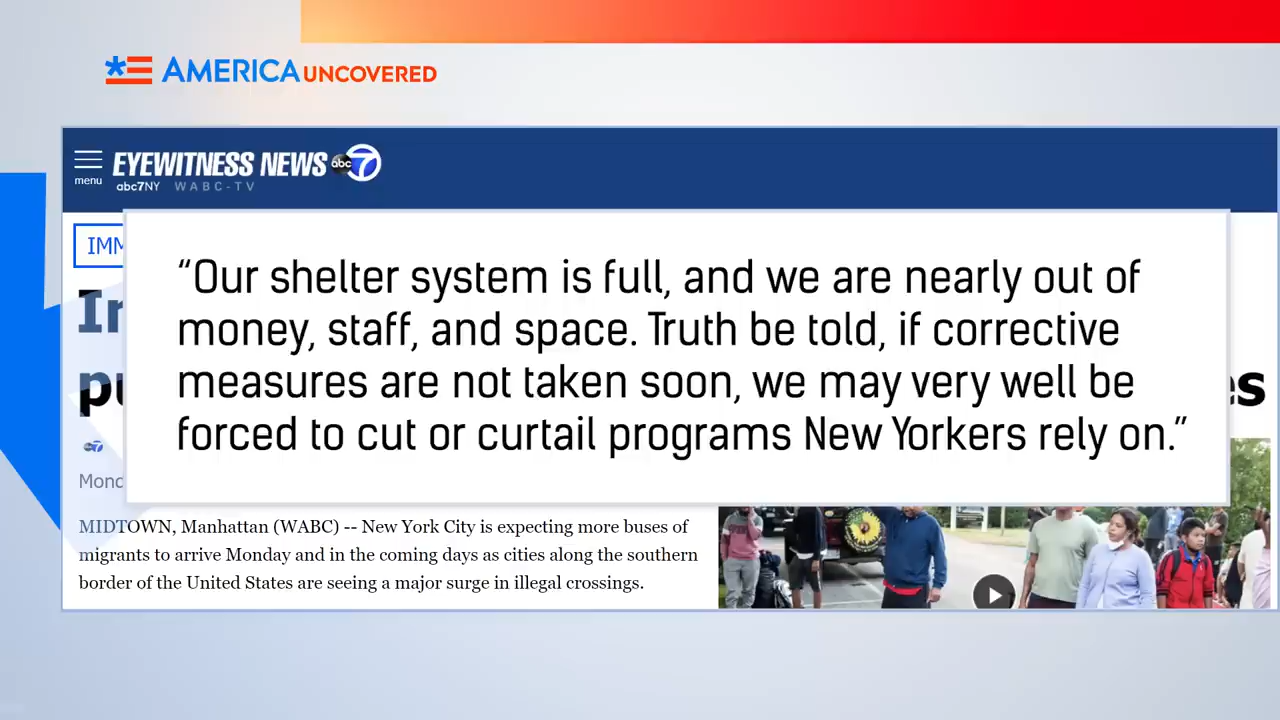 AMERICA UNCOVERED
menu
EYEWITNESS NEWS abc 7
abc7NY WABC-TV
“Our shelter system is full, and we are nearly out of
money, staff, and space. Truth be told, if corrective
measures are not taken soon, we may very well be
forced to cut or curtail programs New Yorkers rely on.”
MIDTOWN, Manhattan (WABC) -- New York City is expecting more buses of
migrants to arrive Monday and in the coming days as cities along the southern
border of the United States are seeing a major surge in illegal crossings.